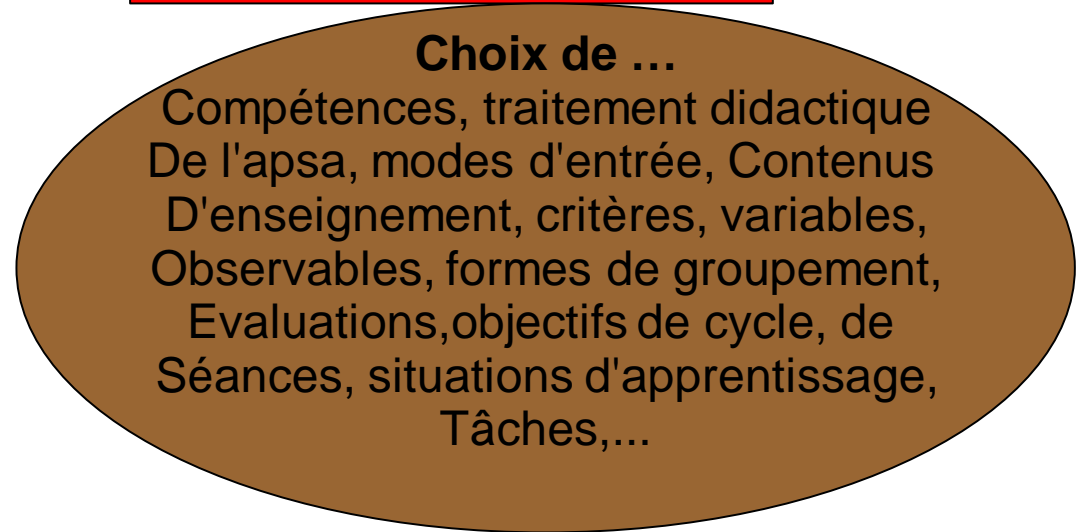 Choix de …
Compétences, traitement didactique
De l'apsa, modes d'entrée, Contenus
D'enseignement, critères, variables,
Observables, formes de groupement,
Evaluations,objectifs de cycle, de
Séances, situations d'apprentissage,
Tâches,...